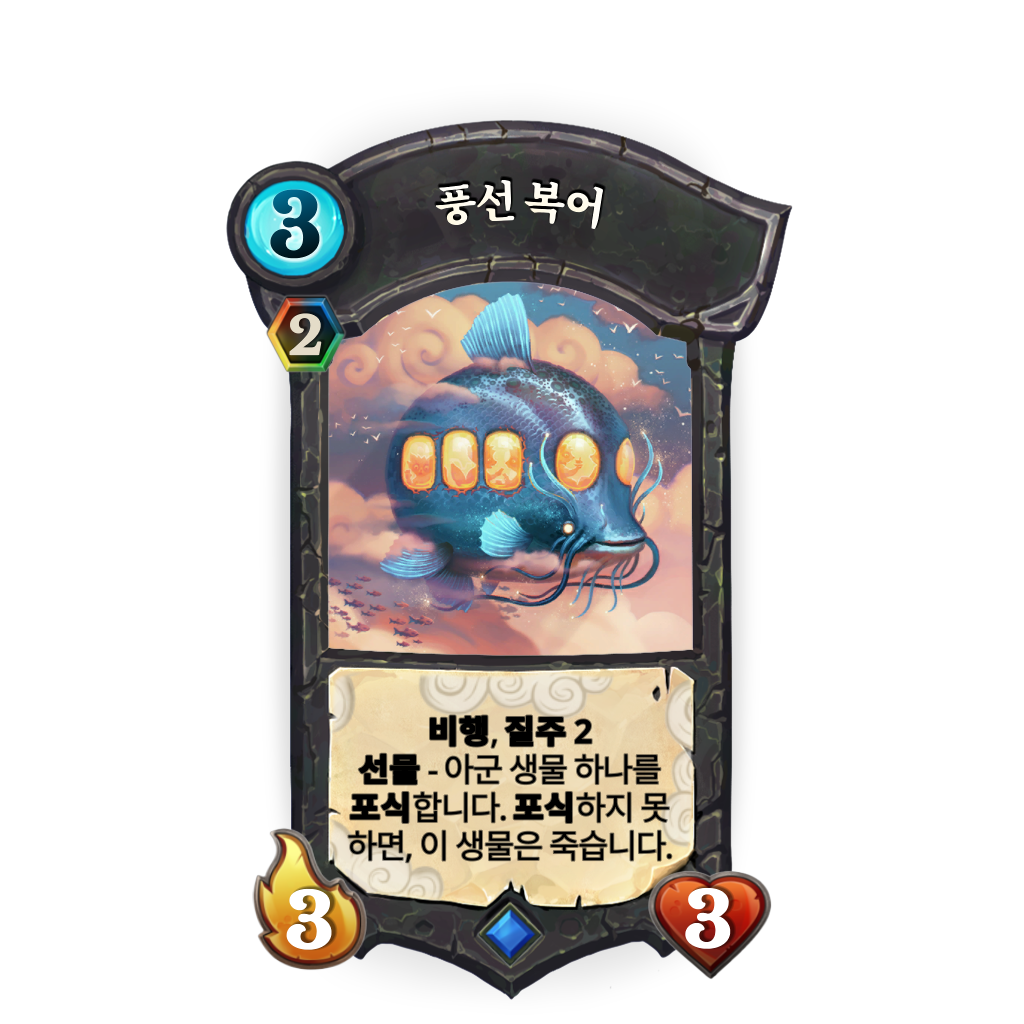 풍선 복어
3
2
비행, 질주 2
선물 - 아군 생물 하나를
포식합니다. 포식하지 못
하면, 이 생물은 죽습니다.
3
3